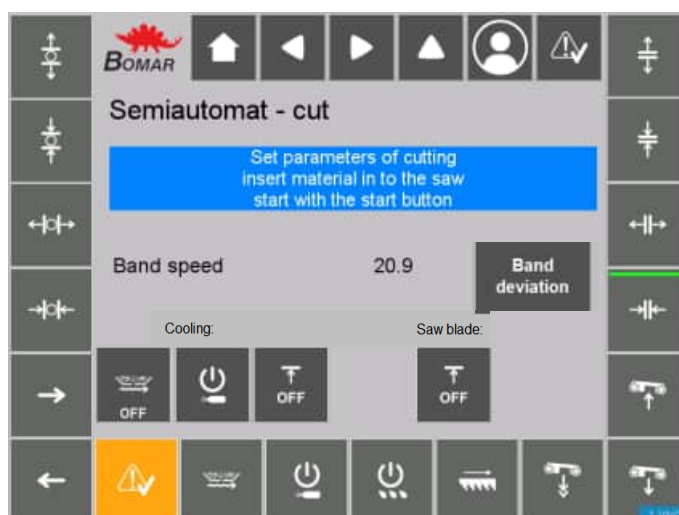 BOMAR
Semiautomat - cut
Set parameters of cutting
insert material in to the saw
start with the start button
Band speed 20.9 Band deviation
Cooling: Saw blade:
OFF OFF OFF